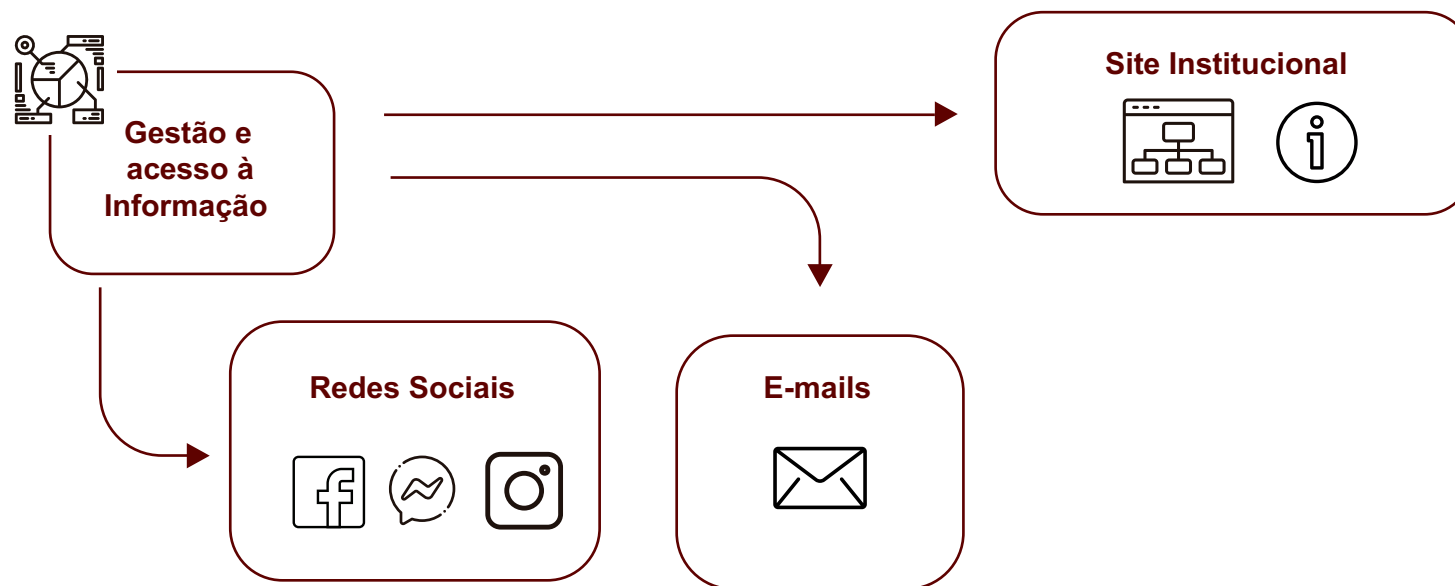 Gestão e
acesso à
Informação
Site Institucional
Redes Sociais
E-mails